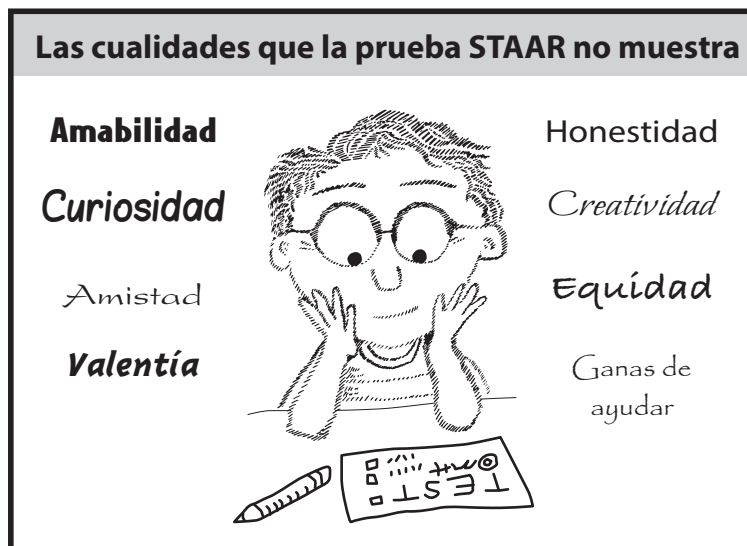 Las cualidades que la prueba STAAR no muestra
Amabilidad
Curiosidad
Amistad
Valentía
Honestidad
Creatividad
Equidad
Ganas de
ayudar
TEST